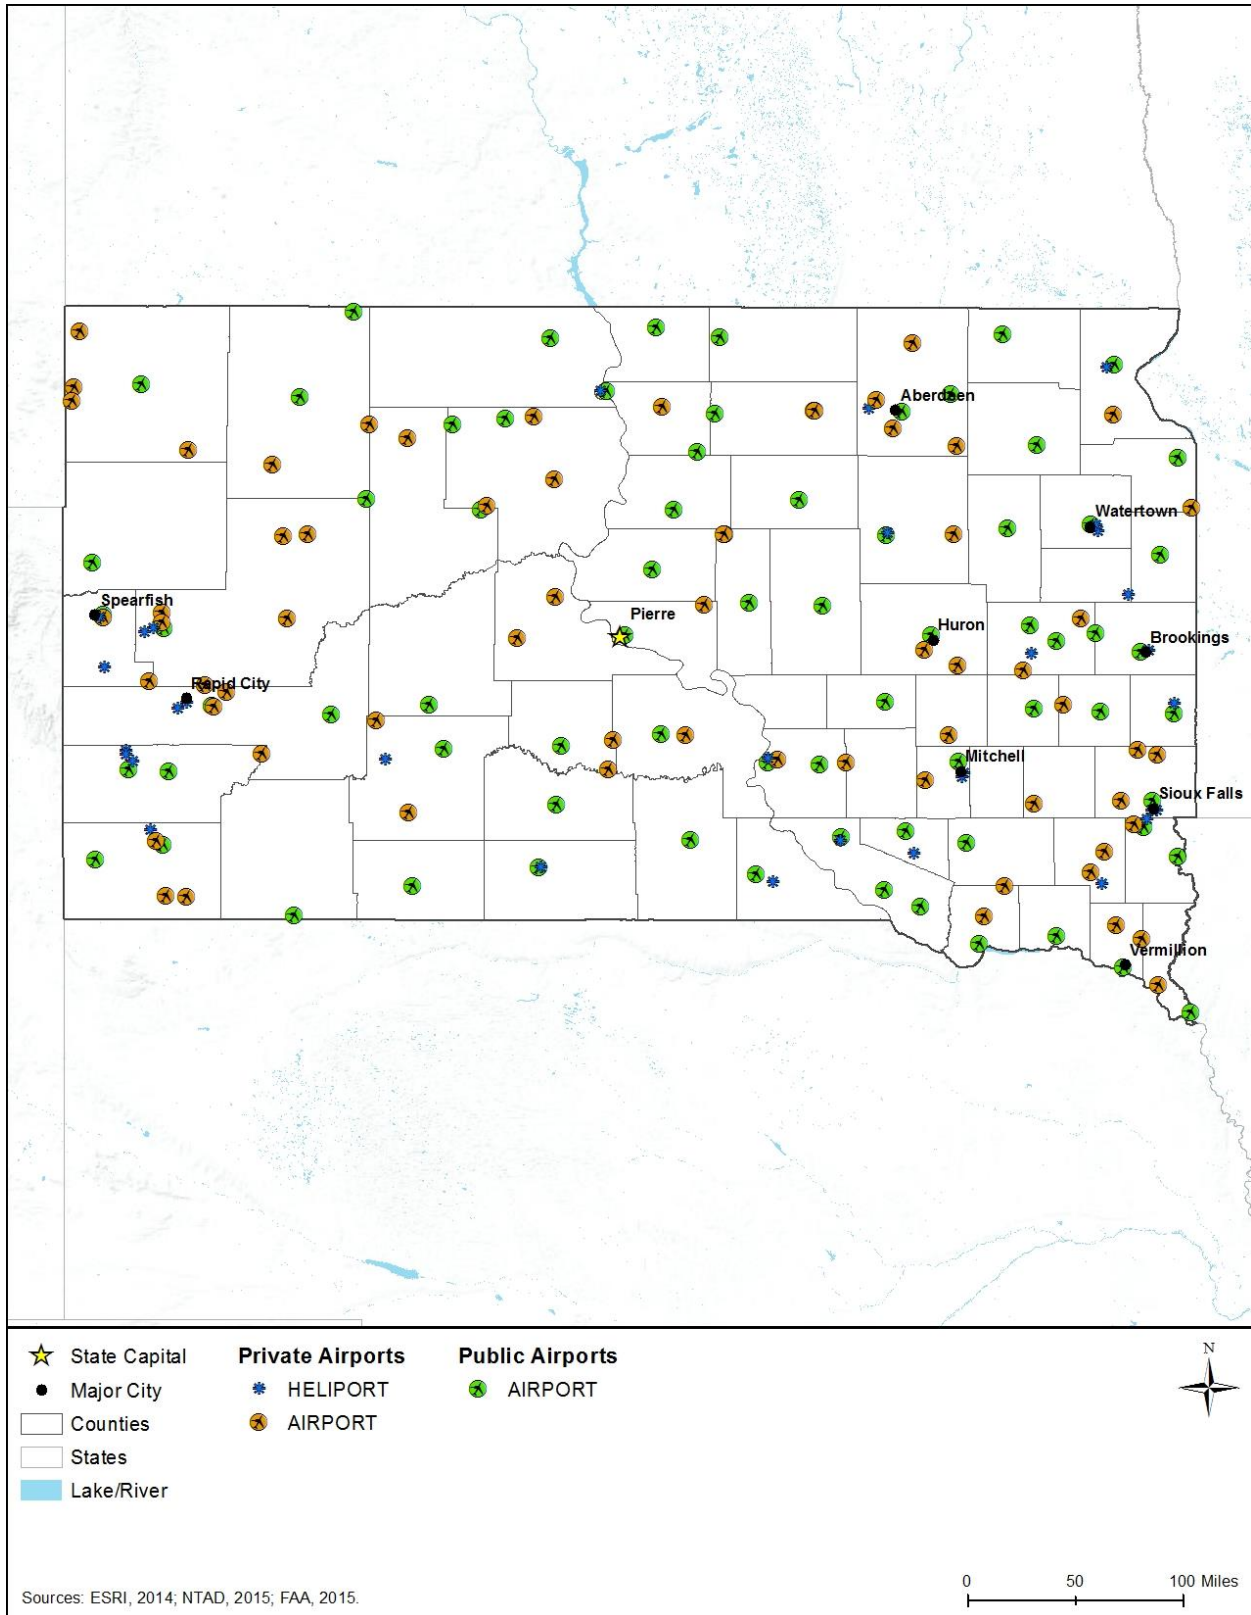 Aberdeen
Watertown
Spearfish
Pierre
Huron
Brookings
Rapid City
Mitchell
Sioux Falls
Vermillion
State Capital
Major City
Counties
States
Lake/River
Private Airports
HELIPORT
AIRPORT
Public Airports
AIRPORT
N
0 50 100 Miles
Sources: ESRI, 2014; NTAD, 2015; FAA, 2015.